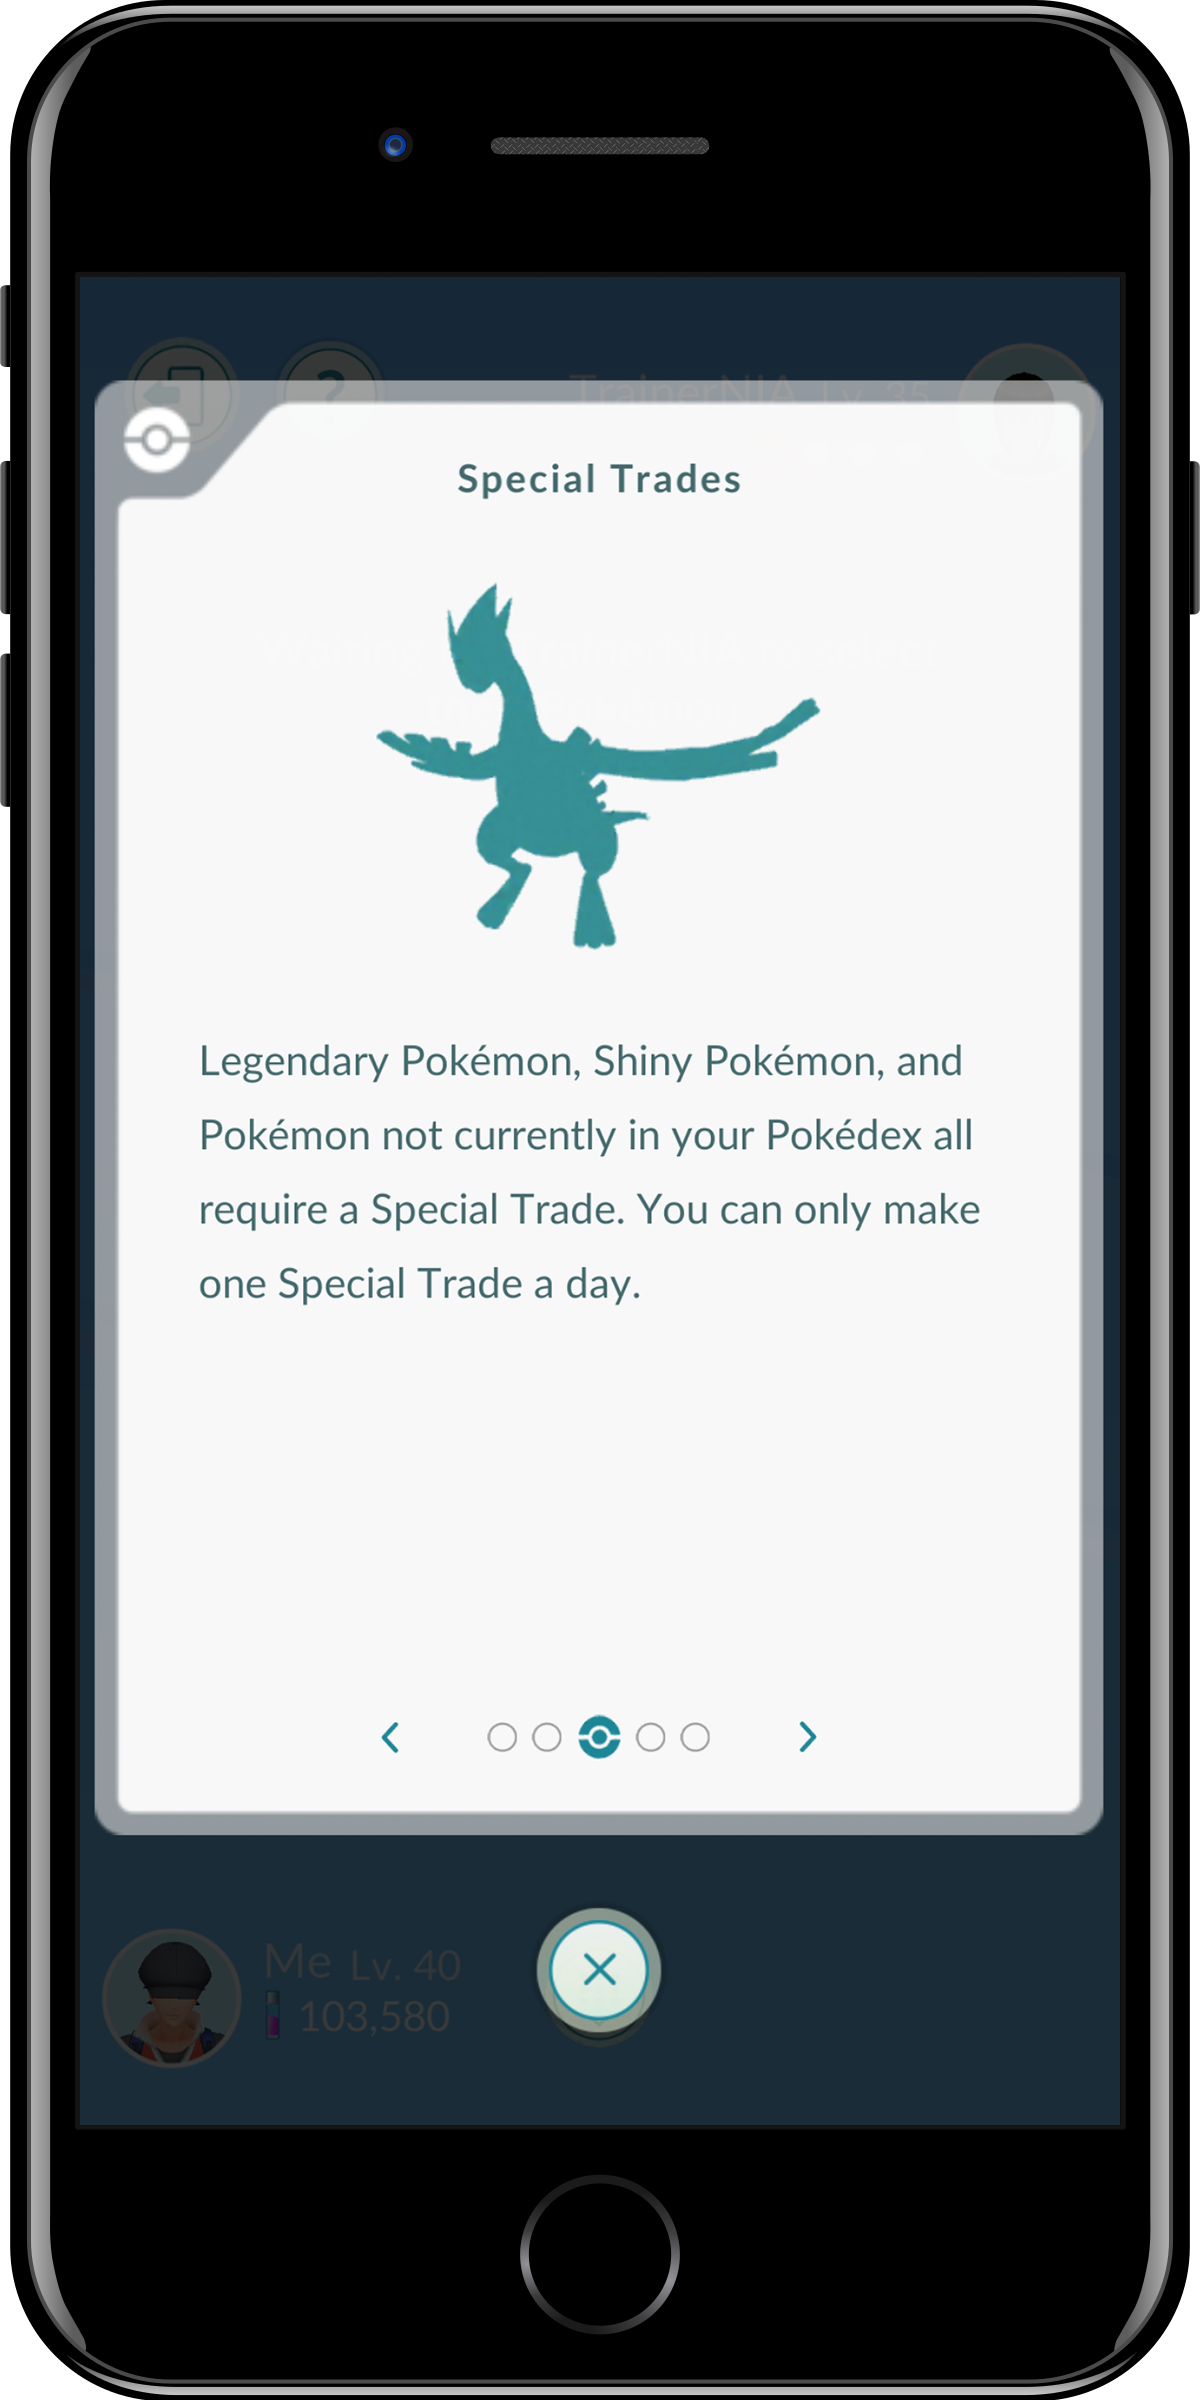 TrainerNIA Lv. 35
Special Trades
Legendary Pokémon, Shiny Pokémon, and
Pokémon not currently in your Pokédex all
require a Special Trade. You can only make
one Special Trade a day.
Me Lv. 40
103,580